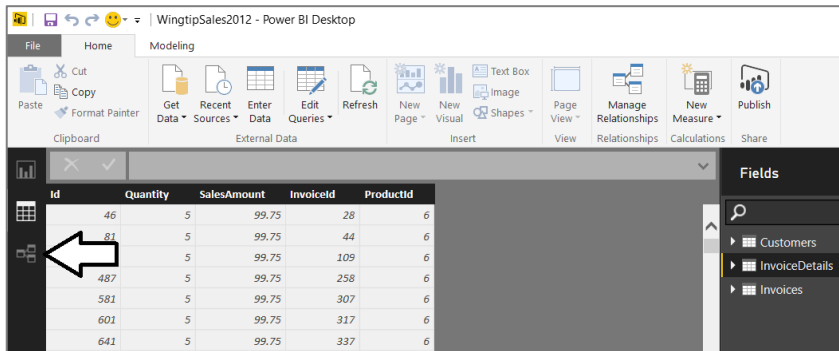 WingtipSales2012 - Power BI Desktop
File Home Modeling
Paste
Cut
Copy
Format Painter
Clipboard
Get Data
Recent Sources
Enter Data
Edit Queries
Refresh
External Data
New Page
New Visual
Text Box
Image
Shapes
Insert
Page View
View
Manage Relationships
Relationships
New Measure
Calculations
Publish
Share
Id Quantity SalesAmount InvoiceId ProductId
46 5 99.75 28 6
81 5 99.75 44 6
5 99.75 109 6
487 5 99.75 258 6
581 5 99.75 307 6
601 5 99.75 317 6
641 5 99.75 337 6
Fields
Customers
InvoiceDetails
Invoices